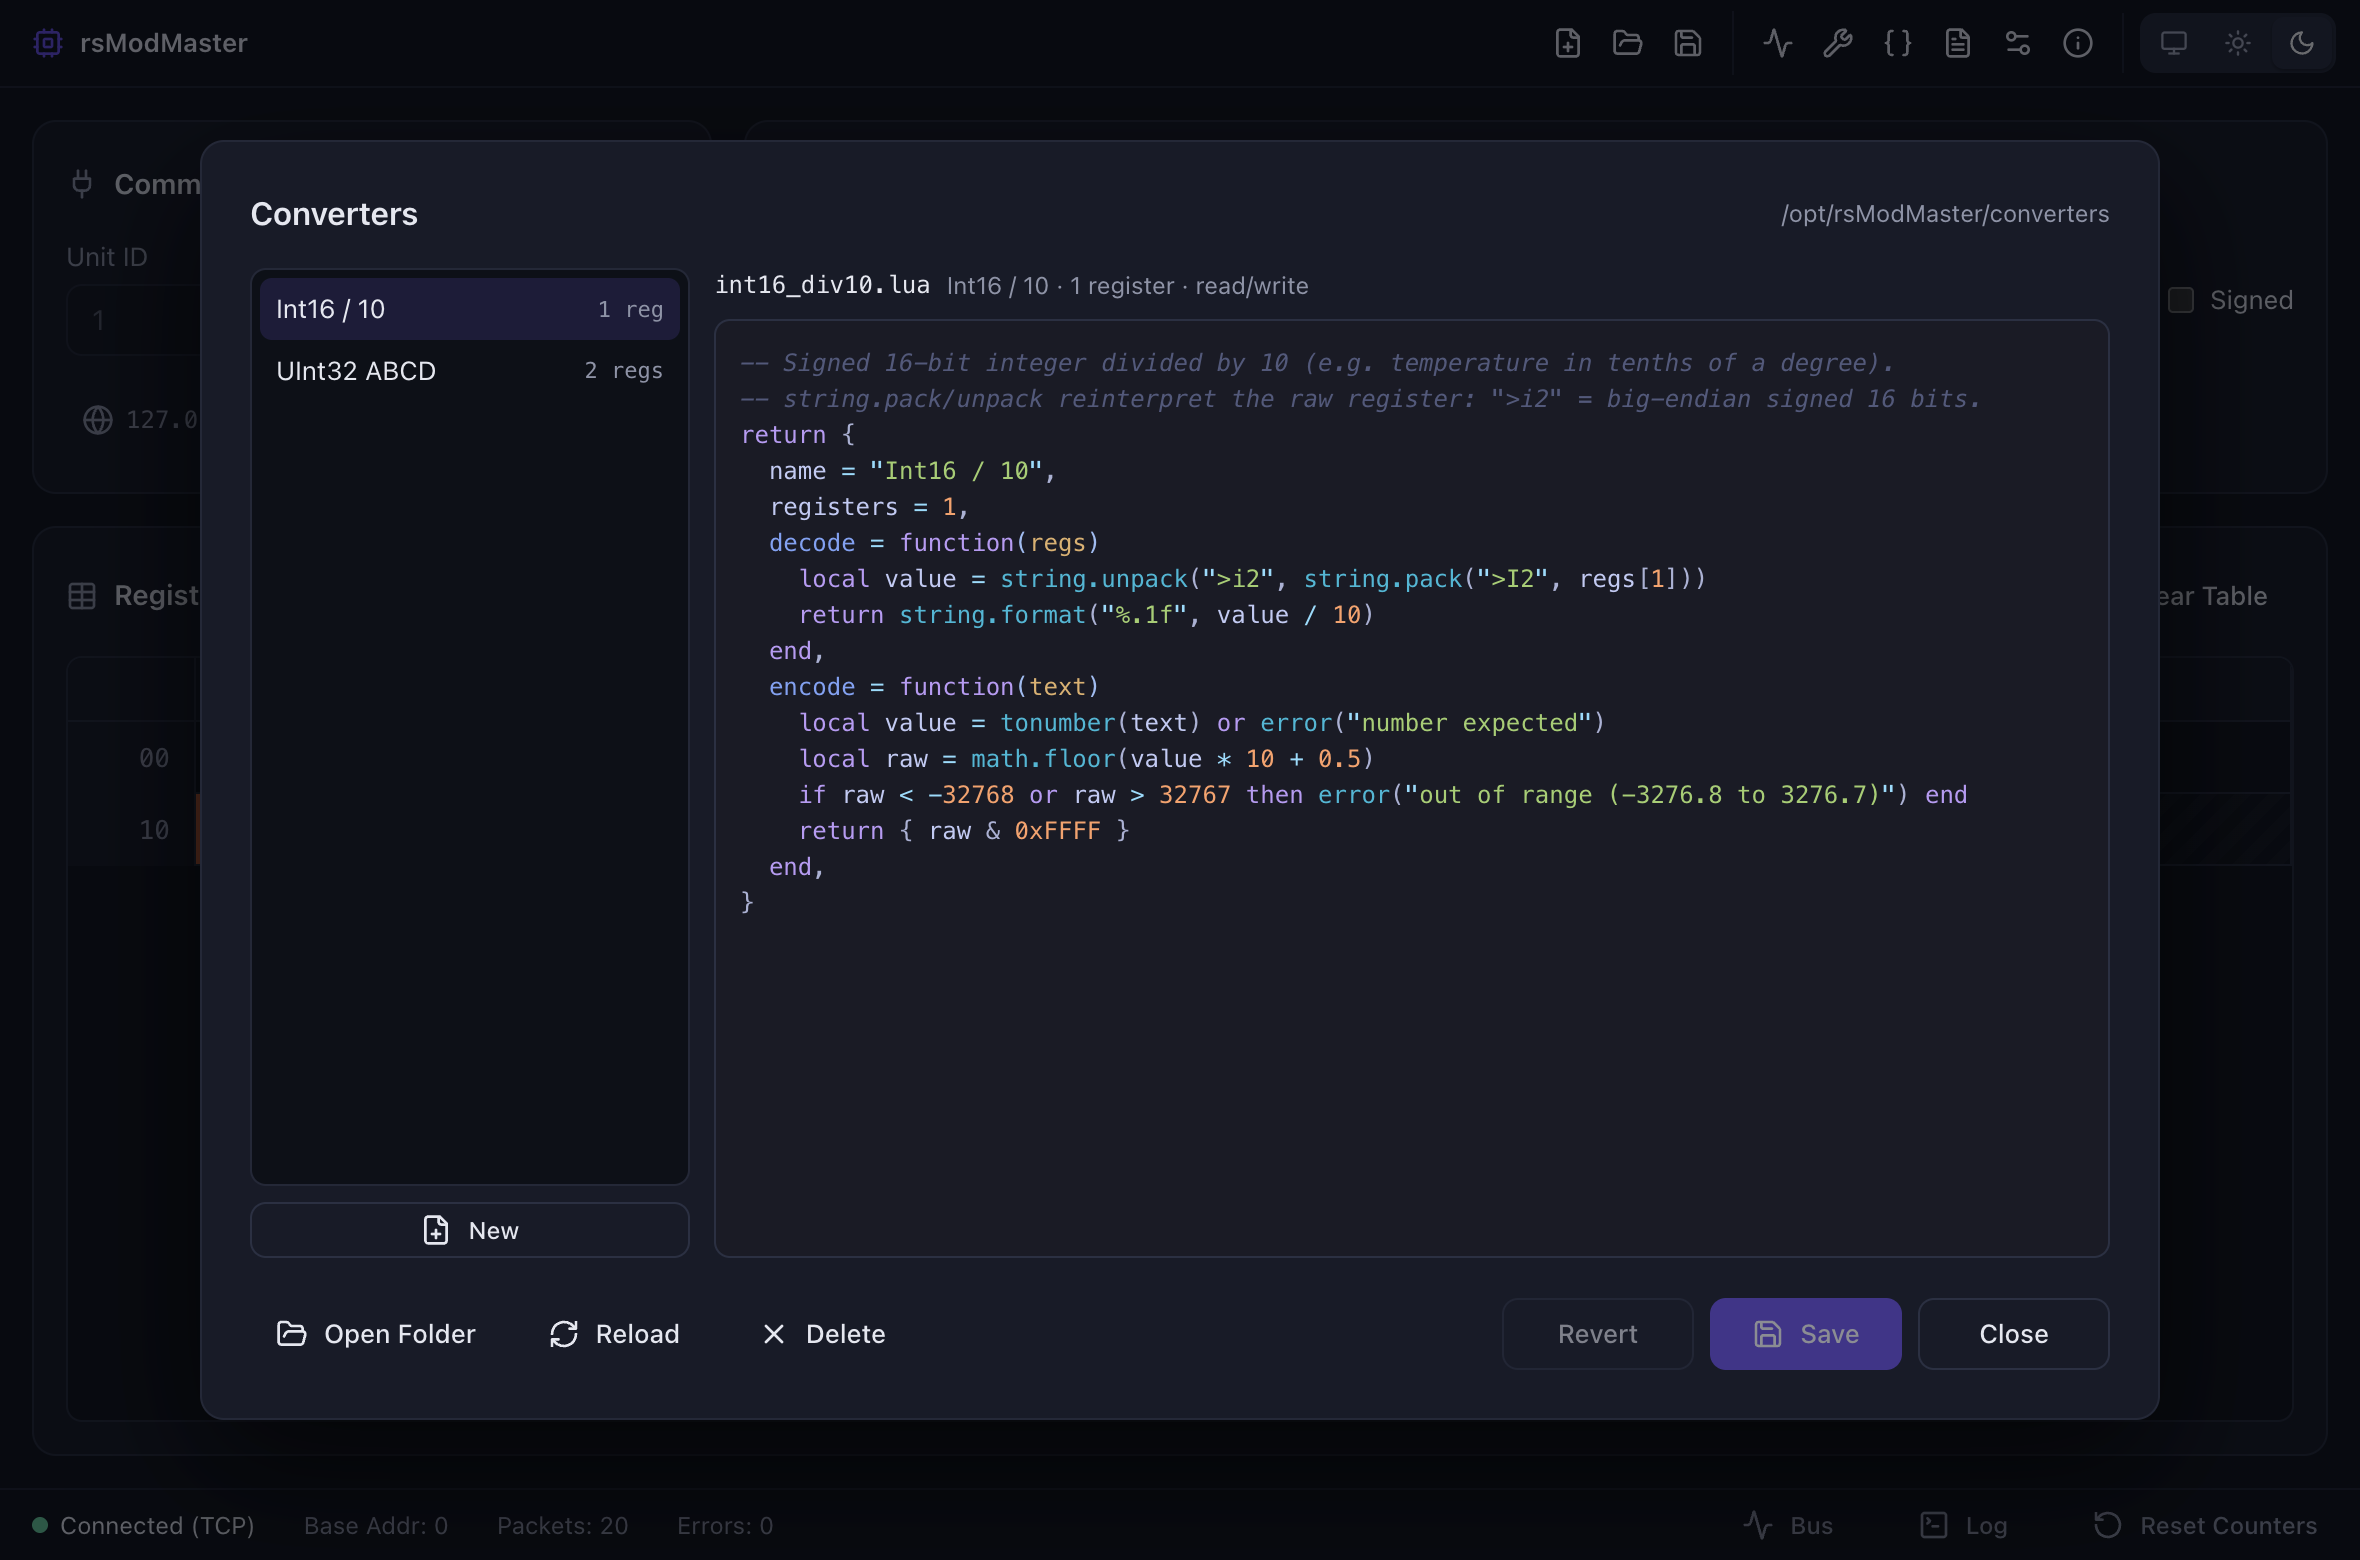 rsModMaster
Comm
Unit ID
1
127.0
Signed
Regist
ear Table
00
10
Converters
/opt/rsModMaster/converters
Int16 / 10 1 reg
UInt32 ABCD 2 regs
New
int16_div10.lua Int16 / 10 · 1 register · read/write
-- Signed 16-bit integer divided by 10 (e.g. temperature in tenths of a degree).
-- string.pack/unpack reinterpret the raw register: ">i2" = big-endian signed 16 bits.
return {
  name = "Int16 / 10",
  registers = 1,
  decode = function(regs)
    local value = string.unpack(">i2", string.pack(">I2", regs[1]))
    return string.format("%.1f", value / 10)
  end,
  encode = function(text)
    local value = tonumber(text) or error("number expected")
    local raw = math.floor(value * 10 + 0.5)
    if raw < -32768 or raw > 32767 then error("out of range (-3276.8 to 3276.7)") end
    return { raw & 0xFFFF }
  end,
}
Open Folder Reload Delete Revert Save Close
Connected (TCP) Base Addr: 0 Packets: 20 Errors: 0 Bus Log Reset Counters